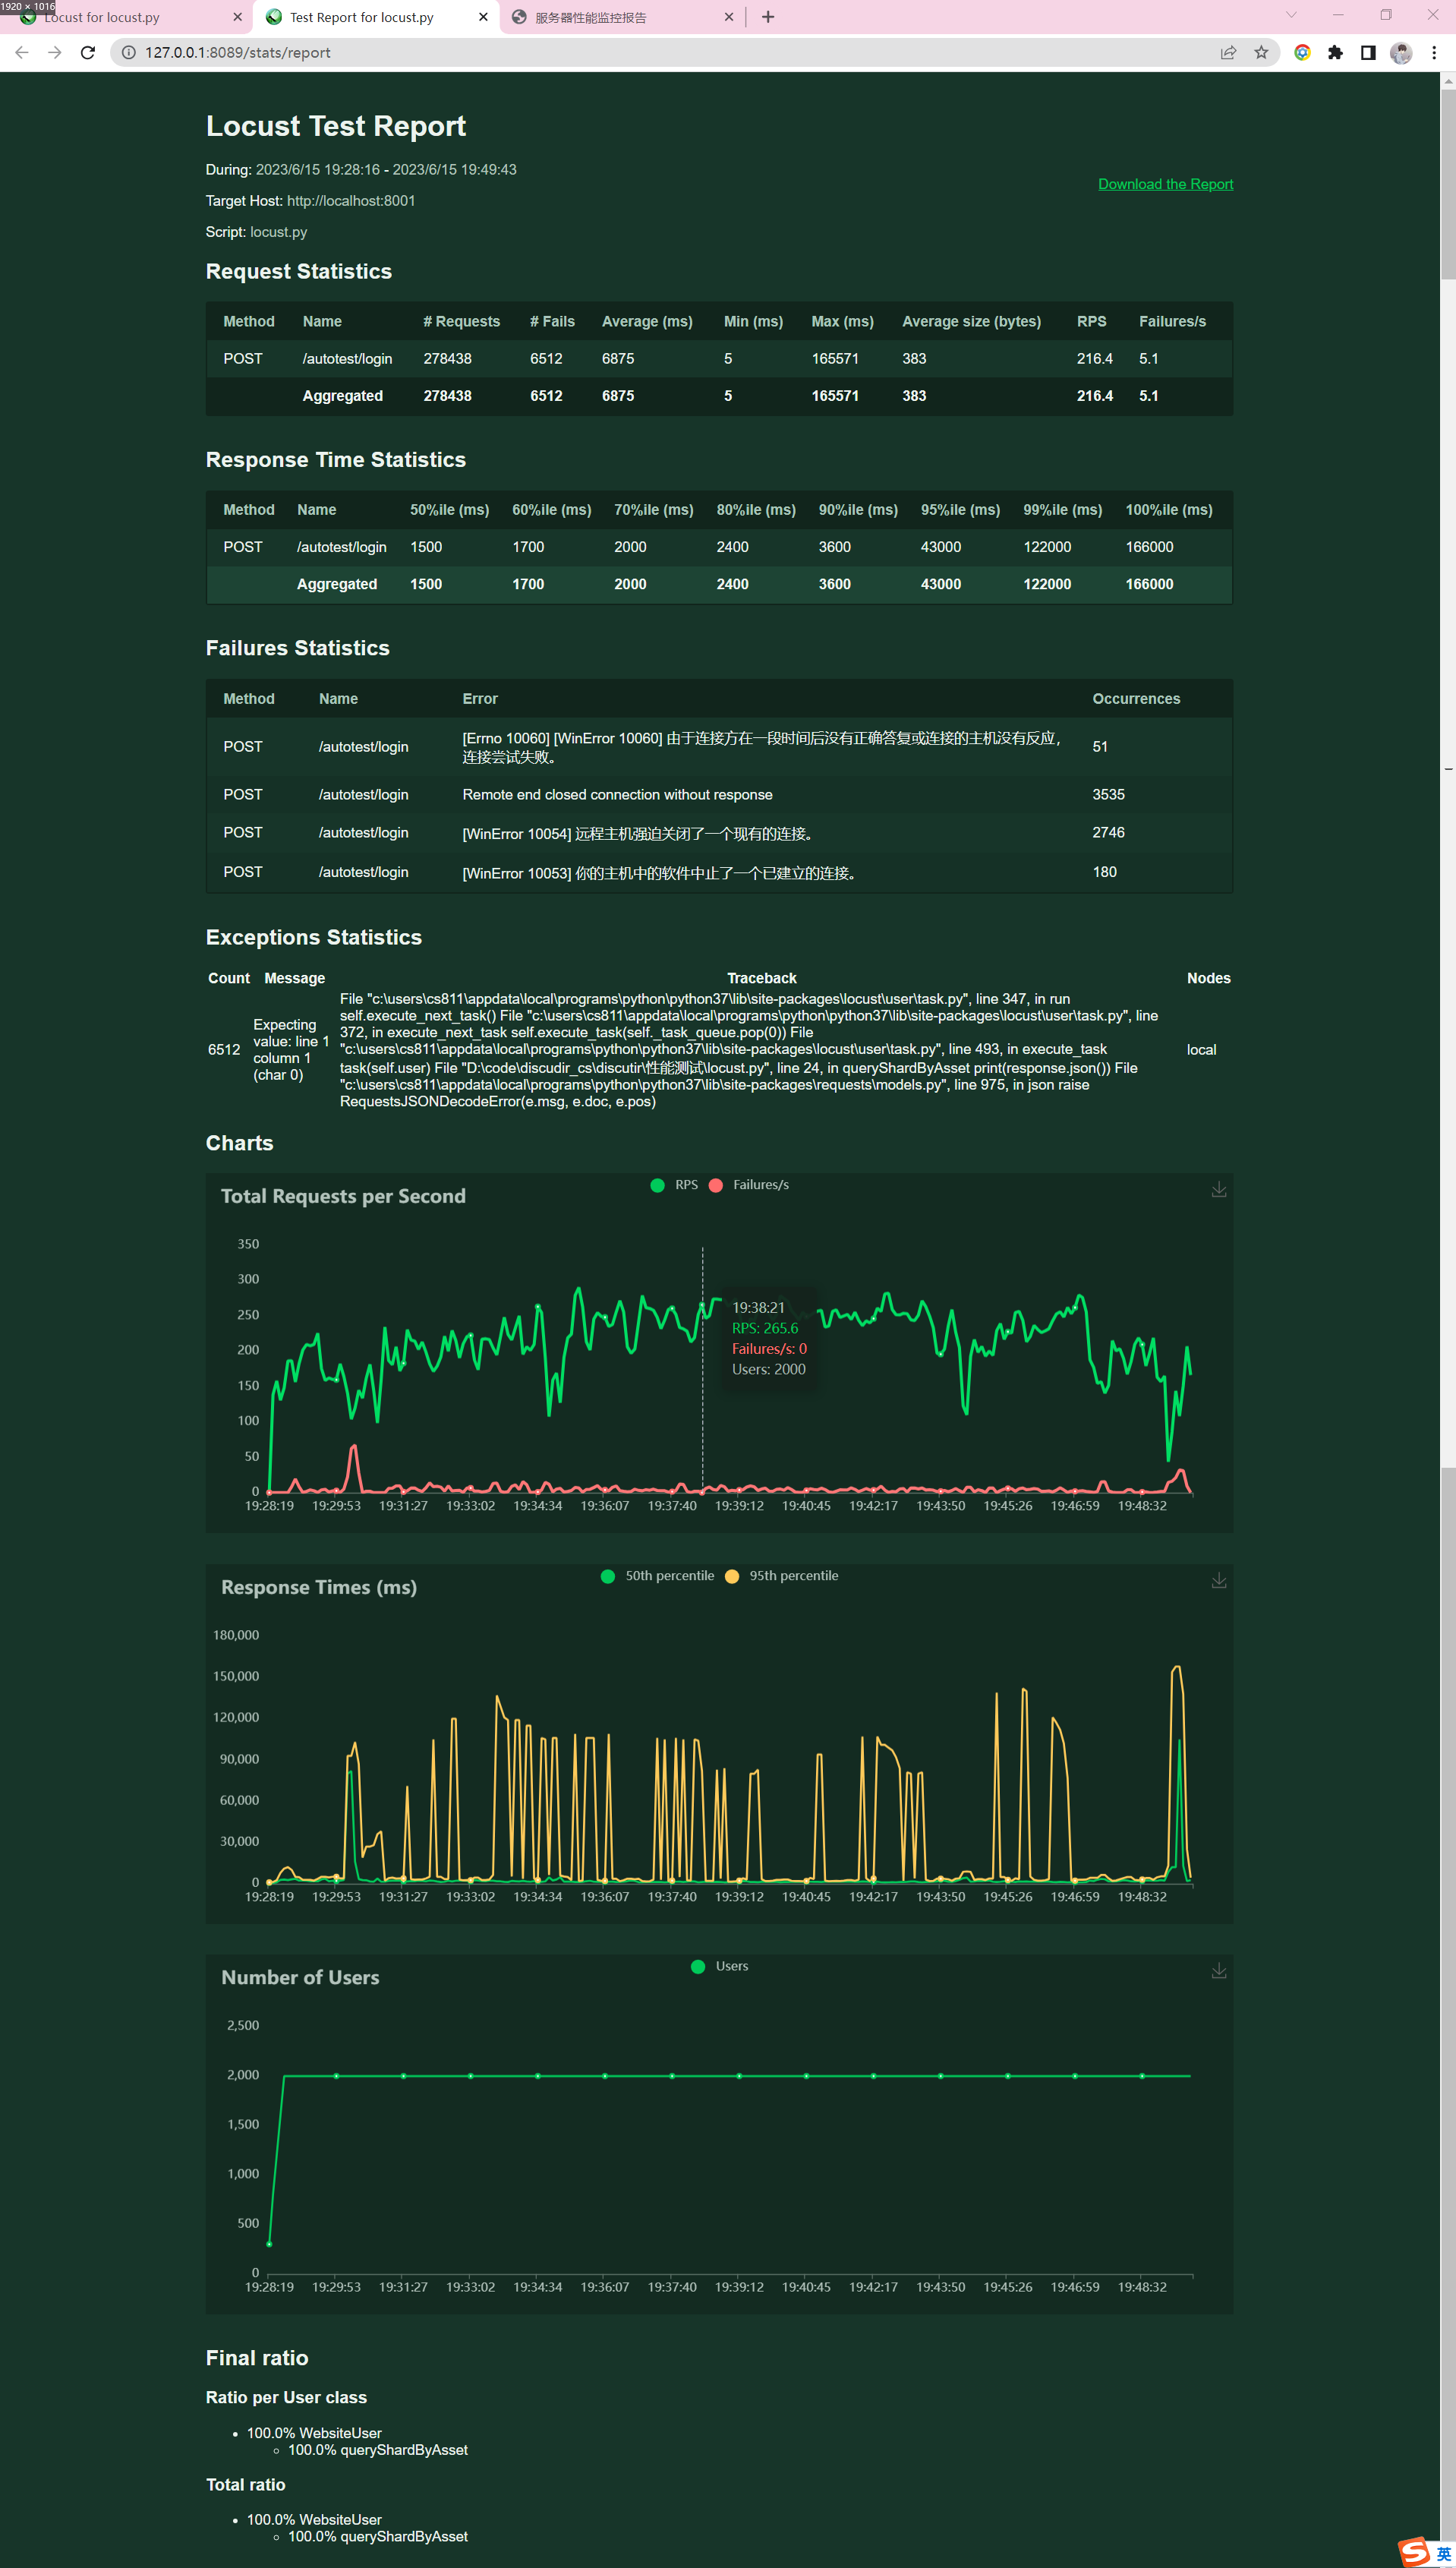 1920 × 1016
Locust for locust.py
Test Report for locust.py
服务器性能监控报告
127.0.0.1:8089/stats/report
Locust Test Report
During: 2023/6/15 19:28:16 - 2023/6/15 19:49:43
Download the Report
Target Host: http://localhost:8001
Script: locust.py
Request Statistics
Method Name # Requests # Fails Average (ms) Min (ms) Max (ms) Average size (bytes) RPS Failures/s
POST /autotest/login 278438 6512 6875 5 165571 383 216.4 5.1
Aggregated 278438 6512 6875 5 165571 383 216.4 5.1
Response Time Statistics
Method Name 50%ile (ms) 60%ile (ms) 70%ile (ms) 80%ile (ms) 90%ile (ms) 95%ile (ms) 99%ile (ms) 100%ile (ms)
POST /autotest/login 1500 1700 2000 2400 3600 43000 122000 166000
Aggregated 1500 1700 2000 2400 3600 43000 122000 166000
Failures Statistics
Method Name Error Occurrences
POST /autotest/login [Errno 10060] [WinError 10060] 由于连接方在一段时间后没有正确答复或连接的主机没有反应，
连接尝试失败。 51
POST /autotest/login Remote end closed connection without response 3535
POST /autotest/login [WinError 10054] 远程主机强迫关闭了一个现有的连接。 2746
POST /autotest/login [WinError 10053] 你的主机中的软件中止了一个已建立的连接。 180
Exceptions Statistics
Count Message Traceback Nodes
6512
Expecting
value: line 1
column 1
(char 0)
File "c:\users\cs811\appdata\local\programs\python\python37\lib\site-packages\locust\user\task.py", line 347, in run
self.execute_next_task() File "c:\users\cs811\appdata\local\programs\python\python37\lib\site-packages\locust\user\task.py", line
372, in execute_next_task self.execute_task(self._task_queue.pop(0)) File
"c:\users\cs811\appdata\local\programs\python\python37\lib\site-packages\locust\user\task.py", line 493, in execute_task
task(self.user) File "D:\code\discudir_cs\discutir\性能测试\locust.py", line 24, in queryShardByAsset print(response.json()) File
"c:\users\cs811\appdata\local\programs\python\python37\lib\site-packages\requests\models.py", line 975, in json raise
RequestsJSONDecodeError(e.msg, e.doc, e.pos)
local
Charts
Total Requests per Second
RPS Failures/s
350
300
250
200
150
100
50
0
19:38:21
RPS: 265.6
Failures/s: 0
Users: 2000
19:28:19 19:29:53 19:31:27 19:33:02 19:34:34 19:36:07 19:37:40 19:39:12 19:40:45 19:42:17 19:43:50 19:45:26 19:46:59 19:48:32
Response Times (ms)
50th percentile 95th percentile
180,000
150,000
120,000
90,000
60,000
30,000
0
19:28:19 19:29:53 19:31:27 19:33:02 19:34:34 19:36:07 19:37:40 19:39:12 19:40:45 19:42:17 19:43:50 19:45:26 19:46:59 19:48:32
Number of Users
Users
2,500
2,000
1,500
1,000
500
0
19:28:19 19:29:53 19:31:27 19:33:02 19:34:34 19:36:07 19:37:40 19:39:12 19:40:45 19:42:17 19:43:50 19:45:26 19:46:59 19:48:32
Final ratio
Ratio per User class
100.0% WebsiteUser
100.0% queryShardByAsset
Total ratio
100.0% WebsiteUser
100.0% queryShardByAsset
S 英